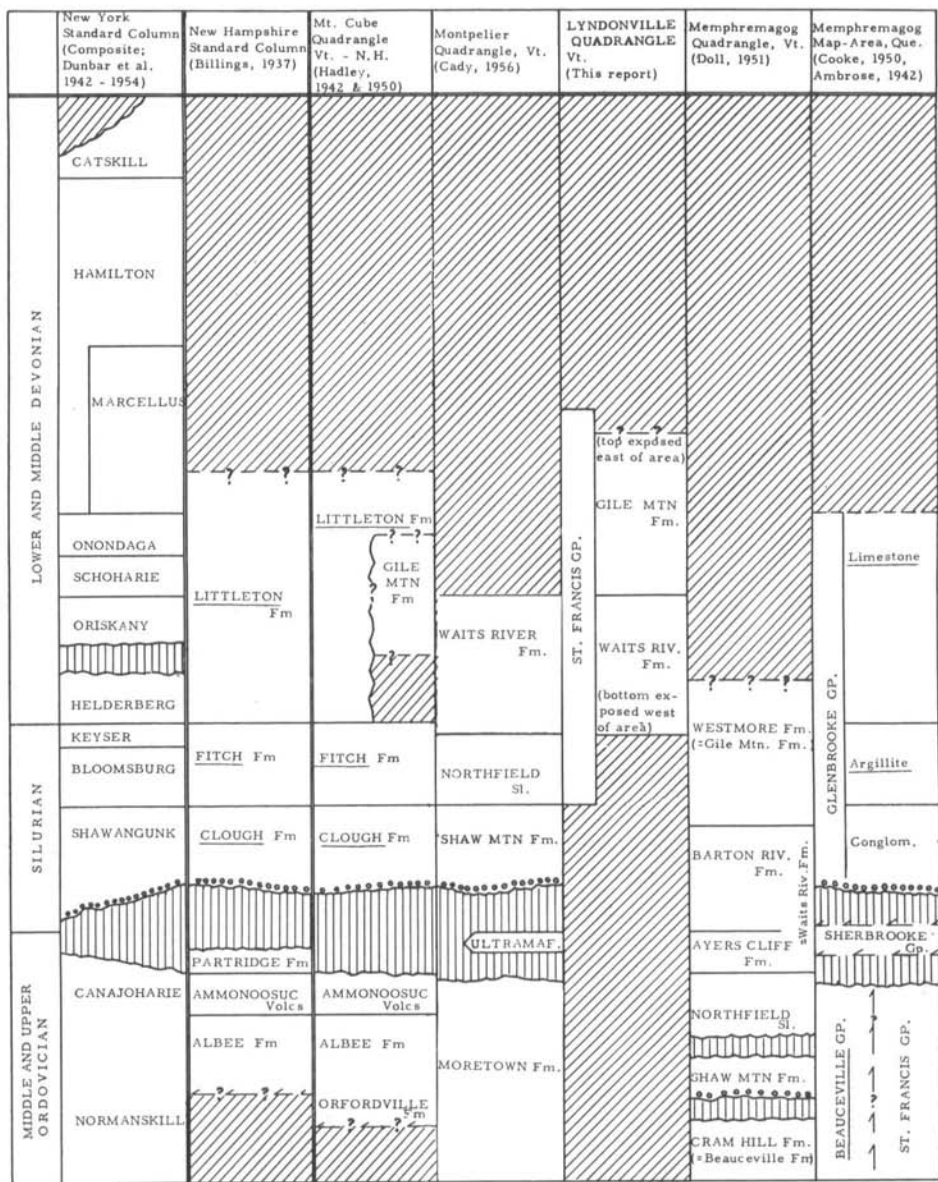 New York
Standard Column
(Composite;
Dunbar et al.
1942 - 1954)
New Hampshire
Standard Column
(Billings, 1937)
Mt. Cube
Quadrangle
Vt. - N.H.
(Hadley,
1942 & 1950)
Montpelier
Quadrangle, Vt.
(Cady, 1956)
LYNDONVILLE
QUADRANGLE
Vt.
(This report)
Memphremagog
Quadrangle, Vt.
(Doll, 1951)
Memphremagog
Map-Area, Que.
(Cooke, 1950,
Ambrose, 1942)
LOWER AND MIDDLE DEVONIAN
SILURIAN
MIDDLE AND UPPER
ORDOVICIAN
CATSKILL
HAMILTON
MARCELLUS
ONONDAGA
SCHOHARIE
ORISKANY
HELDERBERG
KEYSER
BLOOMSBURG
SHAWANGUNK
CANAJOHARIE
NORMANSKILL
? ?
LITTLETON
Fm
FITCH Fm
CLOUGH Fm
PARTRIDGE Fm
AMMONOOSUC
Volcs
ALBEE Fm
?
? ?
LITTLETON Fm
? ?
GILE
MTN
Fm
?
?
FITCH Fm
CLOUGH Fm
AMMONOOSUC
Volcs
ALBEE Fm
ORFORDVILLE
Fm
? ?
WAITS RIVER
Fm.
NORTHFIELD
Sl.
SHAW MTN Fm.
ULTRAMAF.
MORETOWN Fm.
ST. FRANCIS GP.
? ?
(top exposed
east of area)
GILE MTN
Fm.
WAITS RIV.
Fm.
(bottom ex-
posed west
of area)
? ? ?
WESTMORE Fm.
(=Gile Mtn. Fm.)
BARTON RIV.
Fm.
=Waits Riv. Fm.
AYERS CLIFF
Fm.
NORTHFIELD
Sl.
SHAW MTN Fm.
CRAM HILL Fm.
(=Beauceville Fm)
GLENBROOKE GP.
Limestone
Argillite
Conglom.
SHERBROOKE
Gp.
BEAUCEVILLE GP.
?
?
ST. FRANCIS GP.